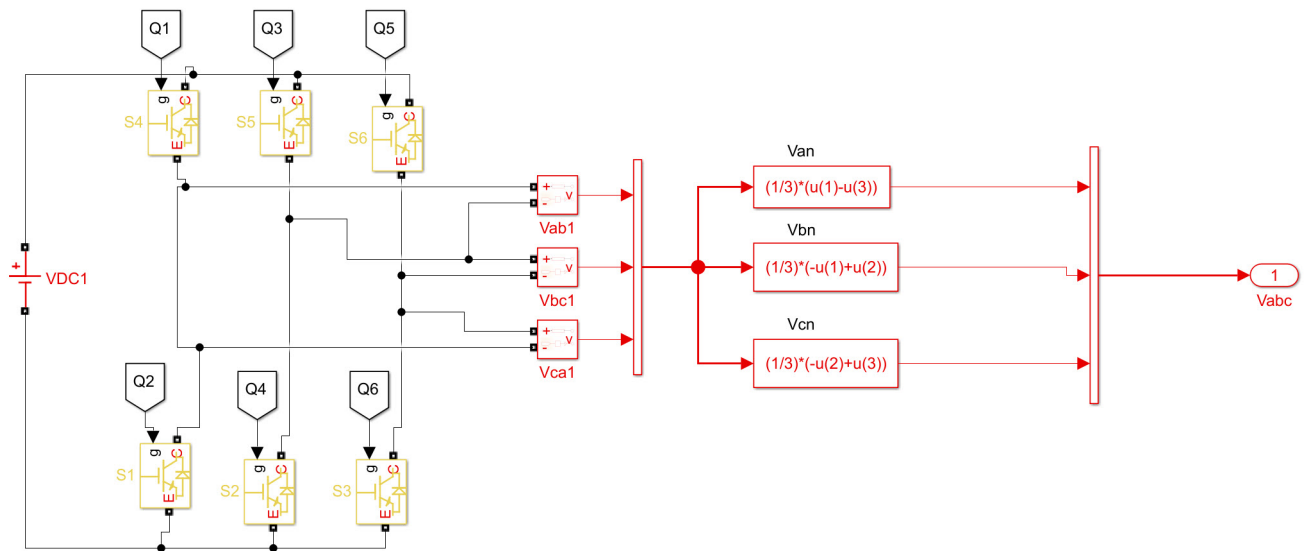 Q1
Q3
Q5
g
C
S4
E
g
C
S5
E
g
C
S6
E
+
VDC1
+
-
v
Vab1
+
-
v
Vbc1
+
-
v
Vca1
Van
(1/3)*(u(1)-u(3))
Vbn
(1/3)*(-u(1)+u(2))
Vcn
(1/3)*(-u(2)+u(3))
1
Vabc
Q2
Q4
Q6
g
C
S1
E
g
C
S2
E
g
C
S3
E